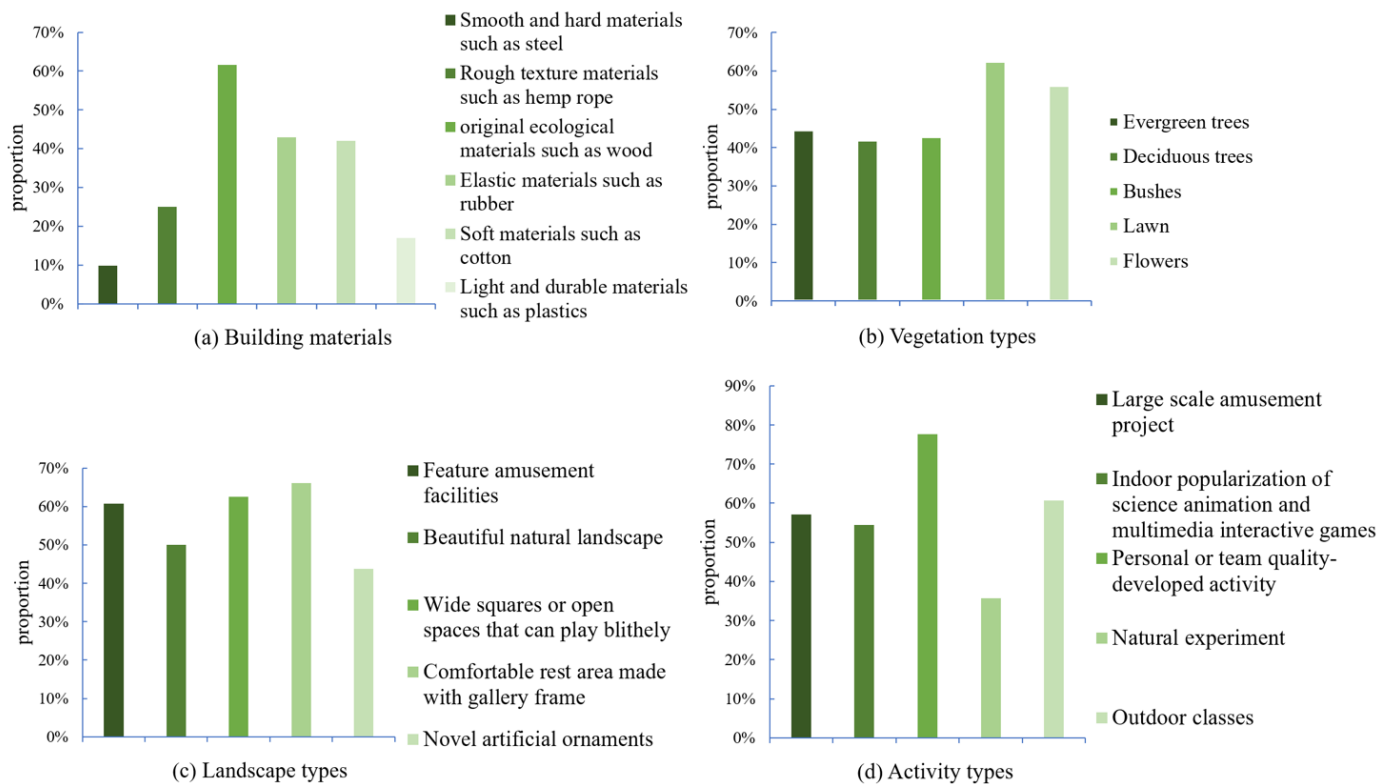 70%
60%
50%
40%
30%
20%
10%
0%
proportion
(a) Building materials
Smooth and hard materials
such as steel
Rough texture materials
such as hemp rope
original ecological
materials such as wood
Elastic materials such as
rubber
Soft materials such as
cotton
Light and durable materials
such as plastics
70%
60%
50%
40%
30%
20%
10%
0%
proportion
(b) Vegetation types
Evergreen trees
Deciduous trees
Bushes
Lawn
Flowers
70%
60%
50%
40%
30%
20%
10%
0%
proportion
(c) Landscape types
Feature amusement
facilities
Beautiful natural landscape
Wide squares or open
spaces that can play blithely
Comfortable rest area made
with gallery frame
Novel artificial ornaments
90%
80%
70%
60%
50%
40%
30%
20%
10%
0%
proportion
(d) Activity types
Large scale amusement
project
Indoor popularization of
science animation and
multimedia interactive games
Personal or team quality-
developed activity
Natural experiment
Outdoor classes